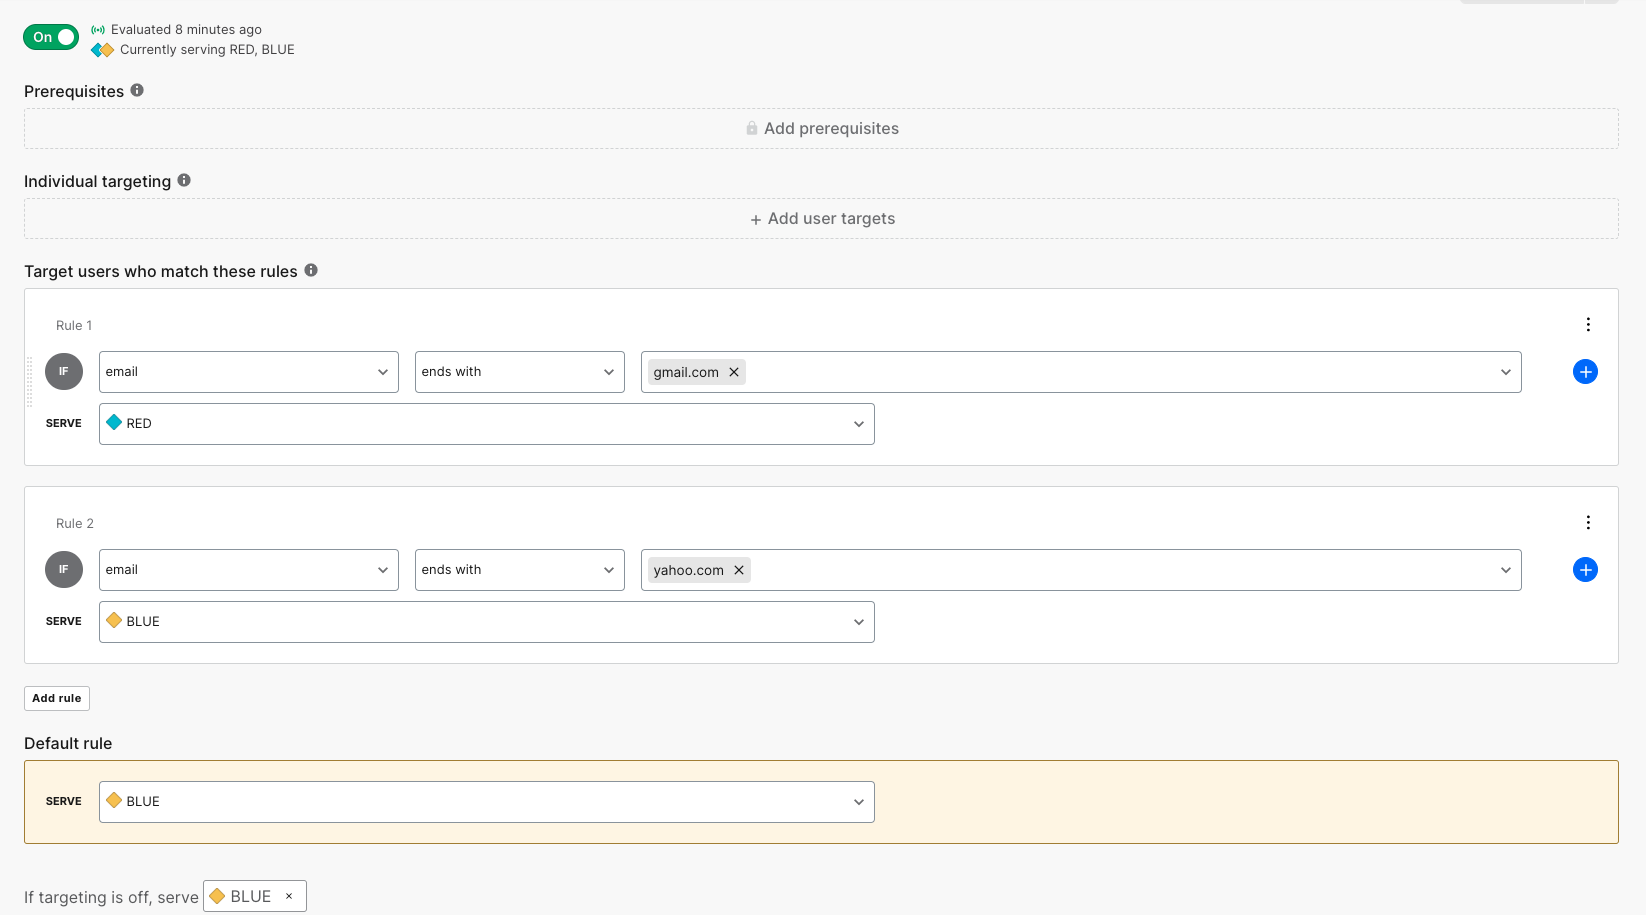 On
Evaluated 8 minutes ago
Currently serving RED, BLUE
Prerequisites
Add prerequisites
Individual targeting
+ Add user targets
Target users who match these rules
Rule 1
IF email ends with gmail.com ×
SERVE RED
Rule 2
IF email ends with yahoo.com ×
SERVE BLUE
Add rule
Default rule
SERVE BLUE
If targeting is off, serve BLUE ×